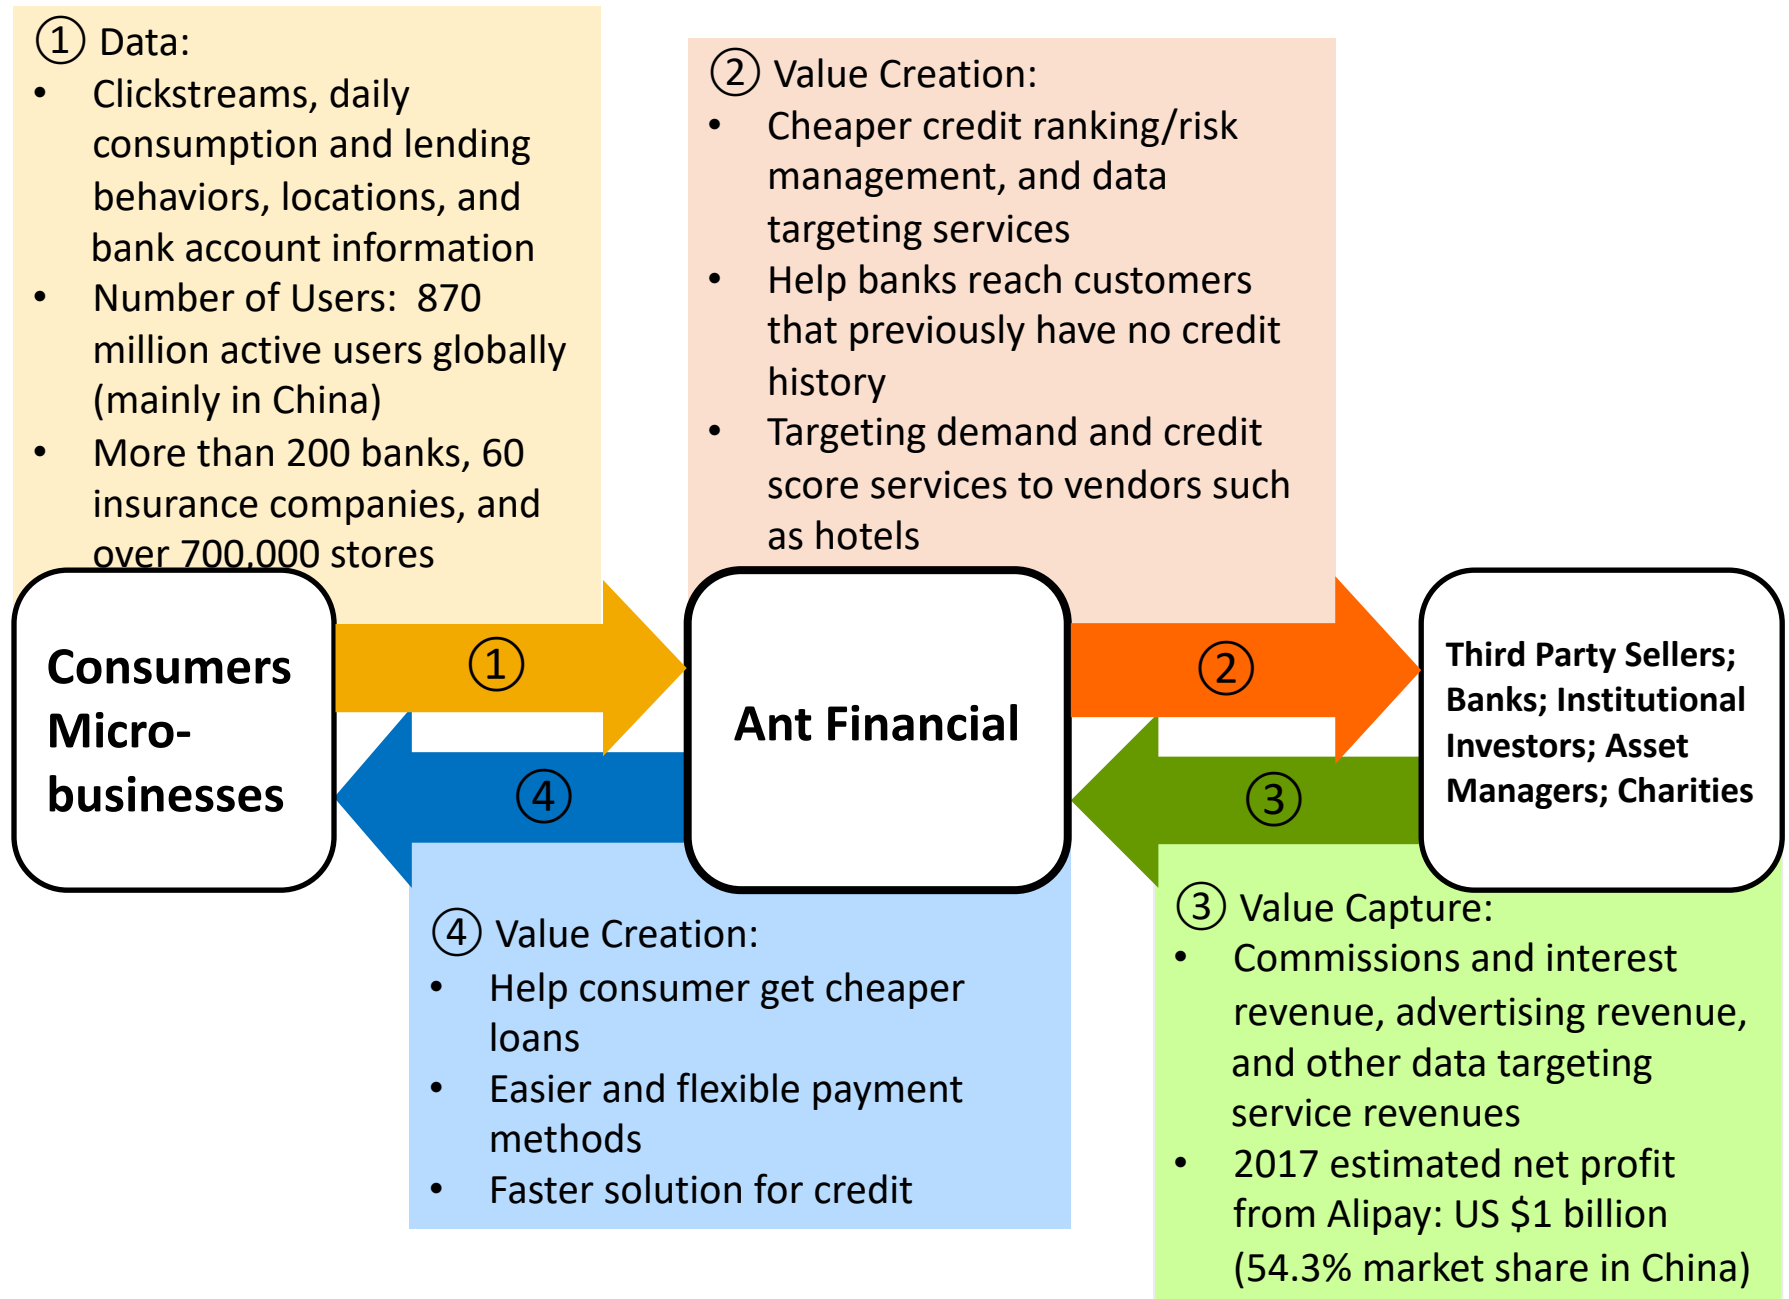 ① Data:
• Clickstreams, daily
consumption and lending
behaviors, locations, and
bank account information
• Number of Users:  870
million active users globally
(mainly in China)
• More than 200 banks, 60
insurance companies, and
over 700,000 stores
② Value Creation:
• Cheaper credit ranking/risk
management, and data
targeting services
• Help banks reach customers
that previously have no credit
history
• Targeting demand and credit
score services to vendors such
as hotels
Consumers
Micro-
businesses
①
④
Ant Financial
②
③
Third Party Sellers;
Banks; Institutional
Investors; Asset
Managers; Charities
④ Value Creation:
• Help consumer get cheaper
loans
• Easier and flexible payment
methods
• Faster solution for credit
③ Value Capture:
• Commissions and interest
revenue, advertising revenue,
and other data targeting
service revenues
• 2017 estimated net profit
from Alipay: US $1 billion
(54.3% market share in China)